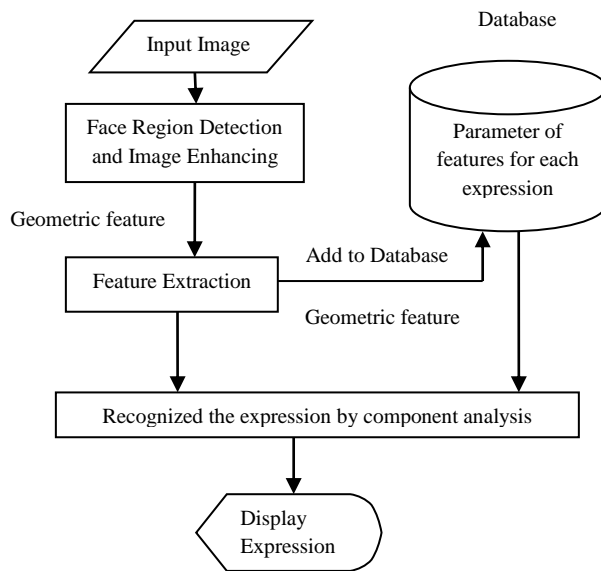 Database
Input Image
Face Region Detection
and Image Enhancing
Parameter of
features for each
expression
Geometric feature
Add to Database
Feature Extraction
Geometric feature
Recognized the expression by component analysis
Display
Expression